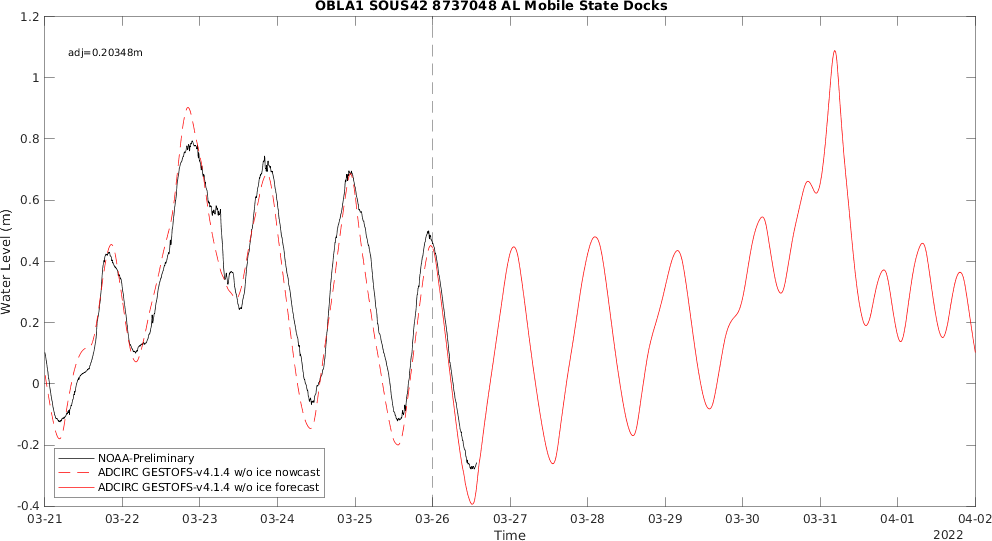 OBLA1 SOUS42 8737048 AL Mobile State Docks
adj=0.20348m
Water Level (m)
1.2
1
0.8
0.6
0.4
0.2
0
-0.2
-0.4
NOAA-Preliminary
ADCIRC GESTOFS-v4.1.4 w/o ice nowcast
ADCIRC GESTOFS-v4.1.4 w/o ice forecast
03-21 03-22 03-23 03-24 03-25 03-26 03-27 03-28 03-29 03-30 03-31 04-01 04-02
Time
2022